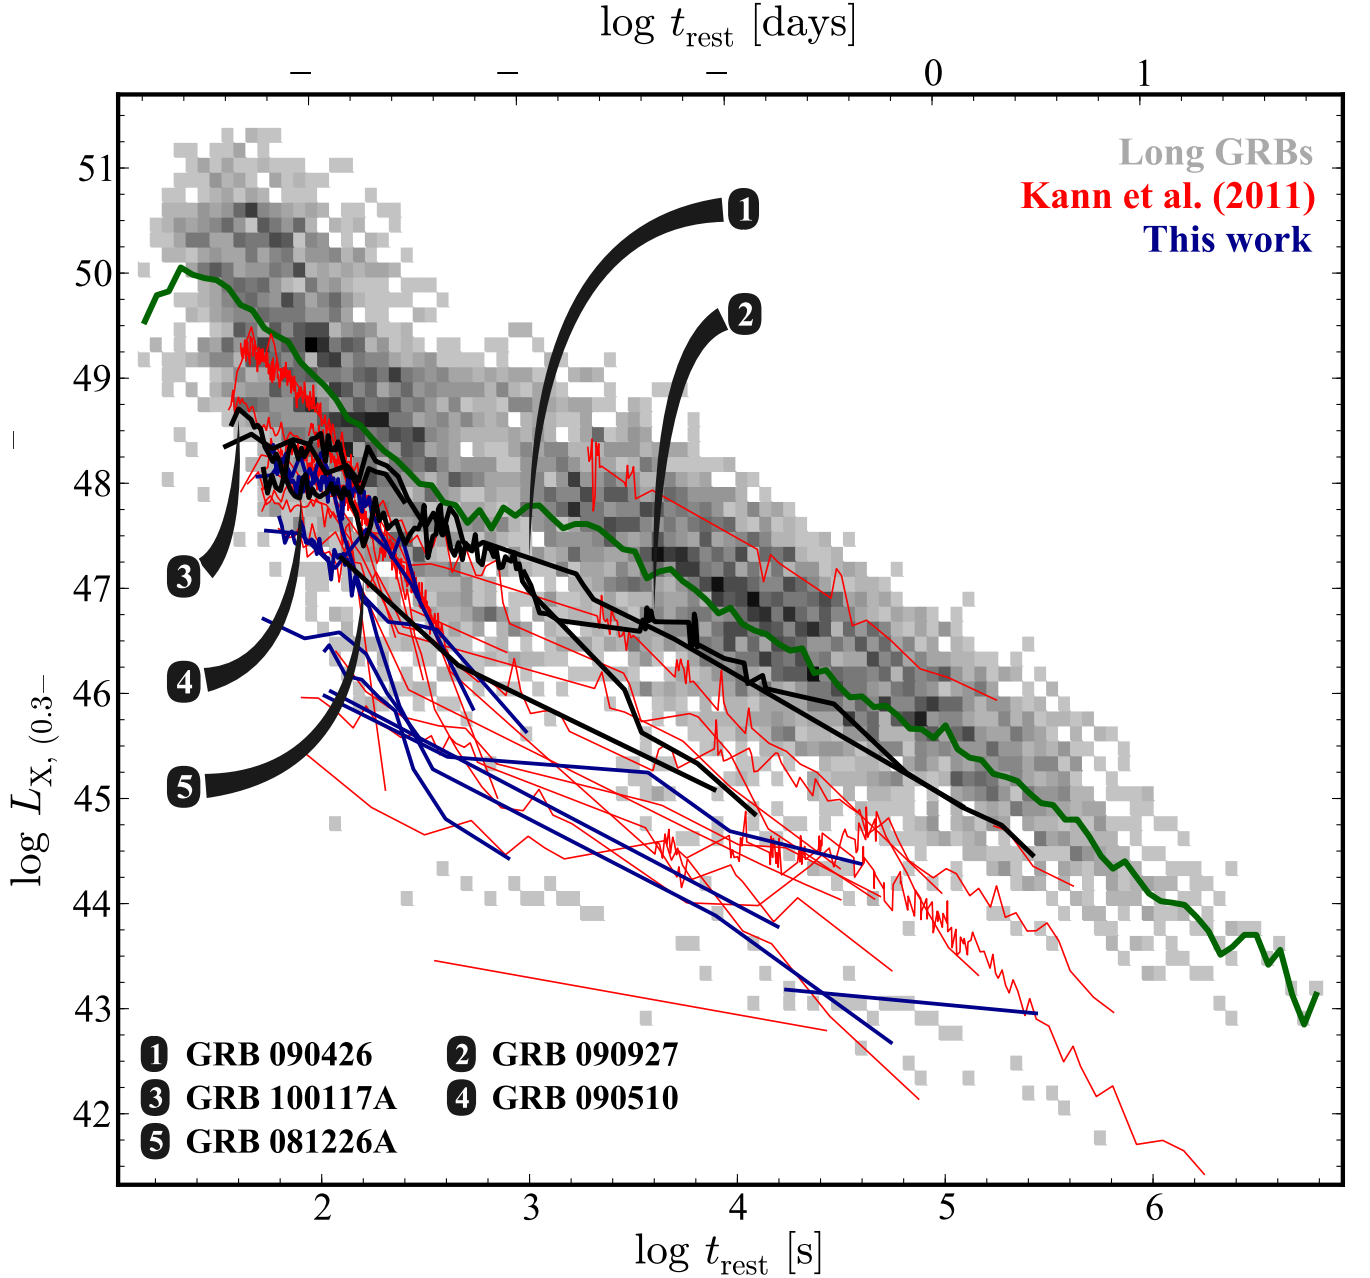 log t_rest [days]
− − − 0 1
Long GRBs
Kann et al. (2011)
This work
51
50
49
48
47
46
45
44
43
42
log L_X, (0.3− −
1
2
3
4
5
1 GRB 090426 2 GRB 090927
3 GRB 100117A 4 GRB 090510
5 GRB 081226A
2 3 4 5 6
log t_rest [s]